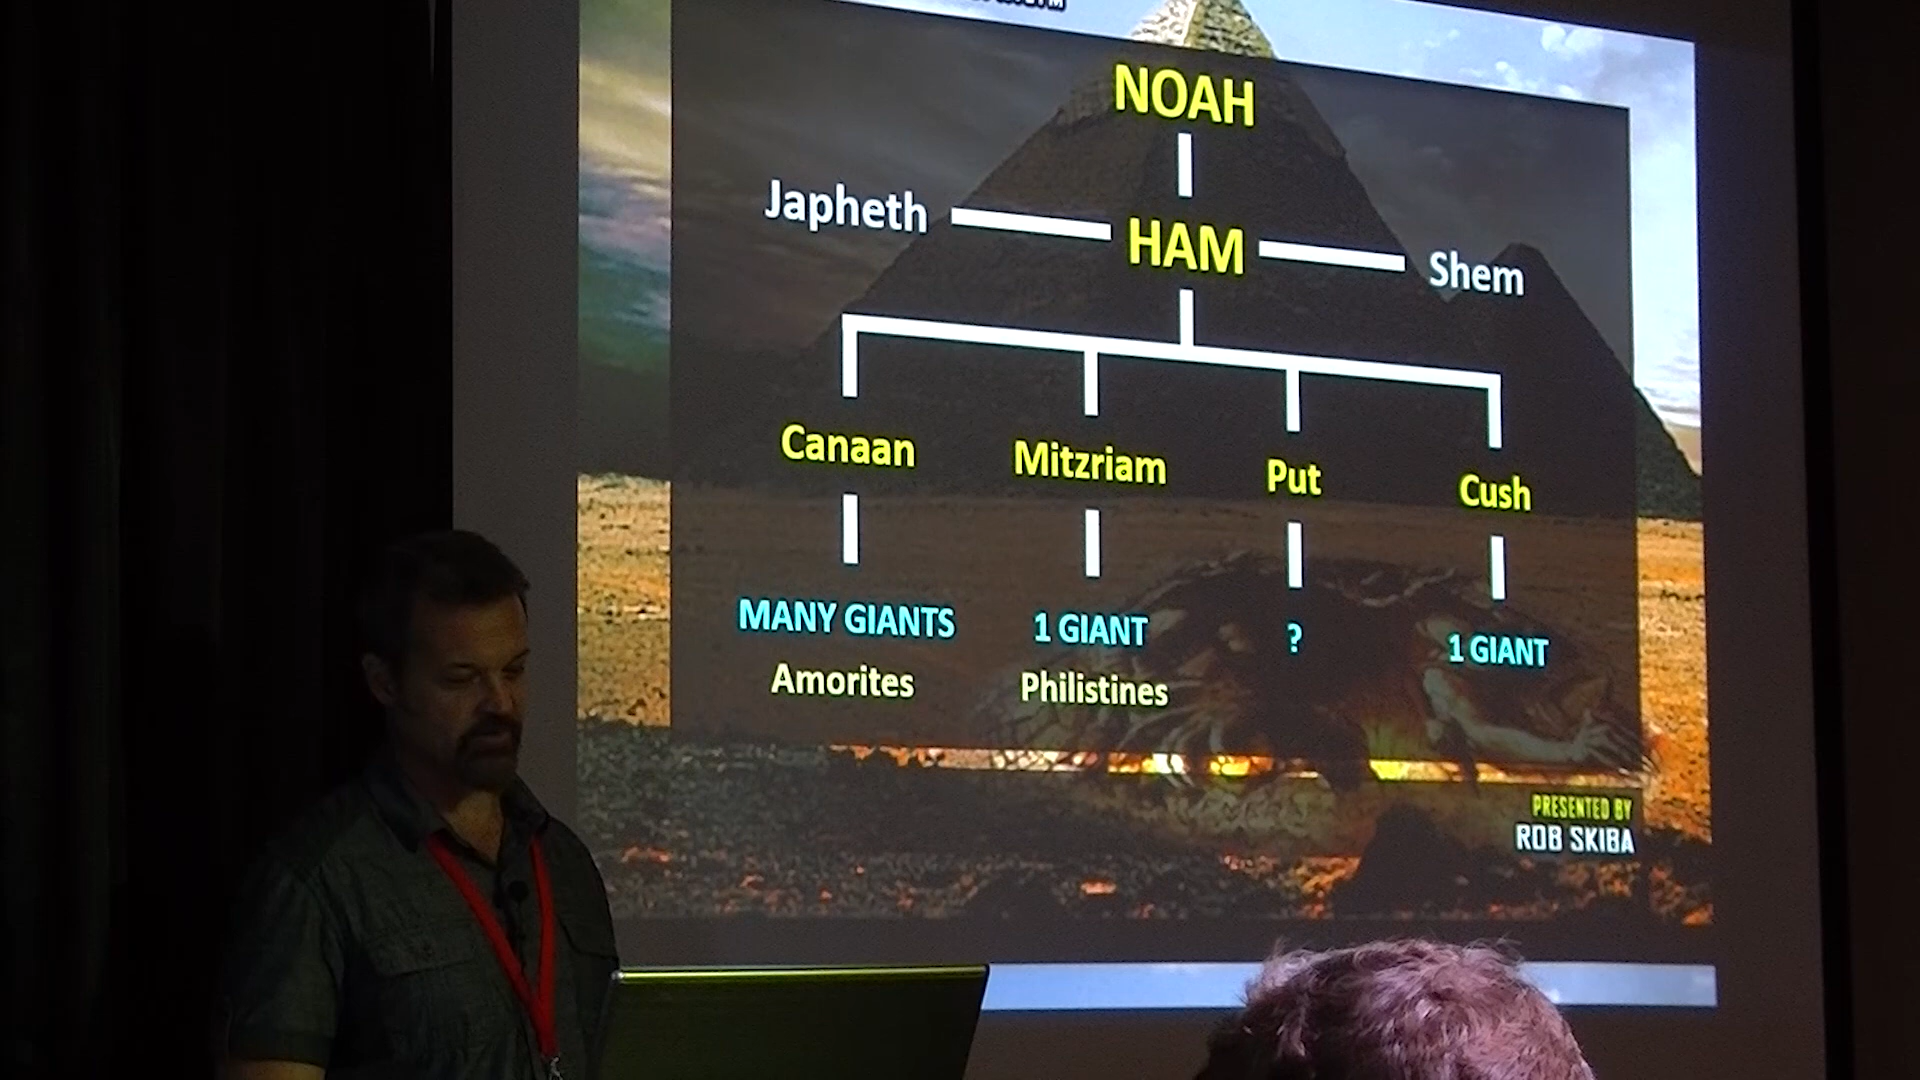 NOAH
Japheth HAM Shem
Canaan Mitzriam Put Cush
MANY GIANTS 1 GIANT ? 1 GIANT
Amorites Philistines
PRESENTED BY
ROB SKIBA